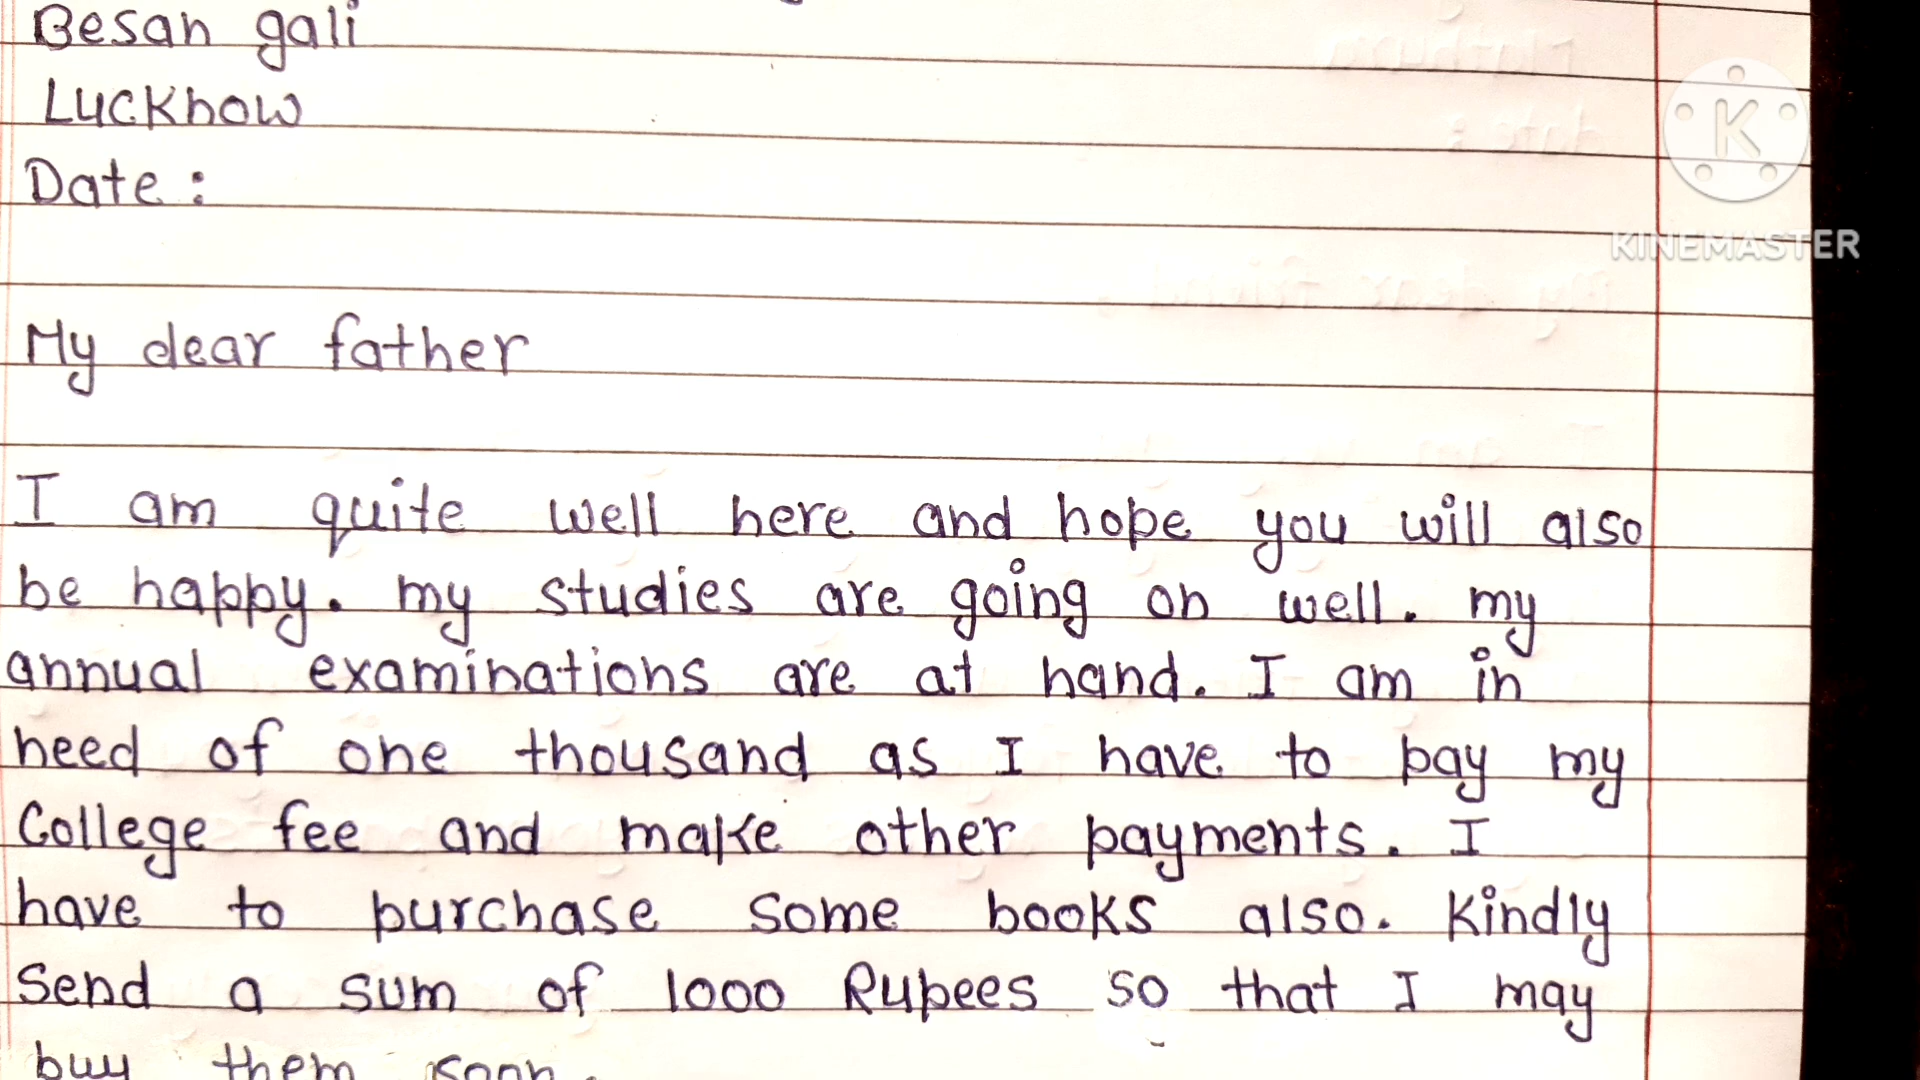 Besan gali
Lucknow
Date :
My dear father
I am quite well here and hope you will also
be happy. my studies are going on well. my
annual examinations are at hand. I am in
need of one thousand as I have to pay my
College fee and make other payments. I
have to purchase some books also. Kindly
Send a sum of 1000 Rupees so that I may
buy them soon.
K
KINEMASTER